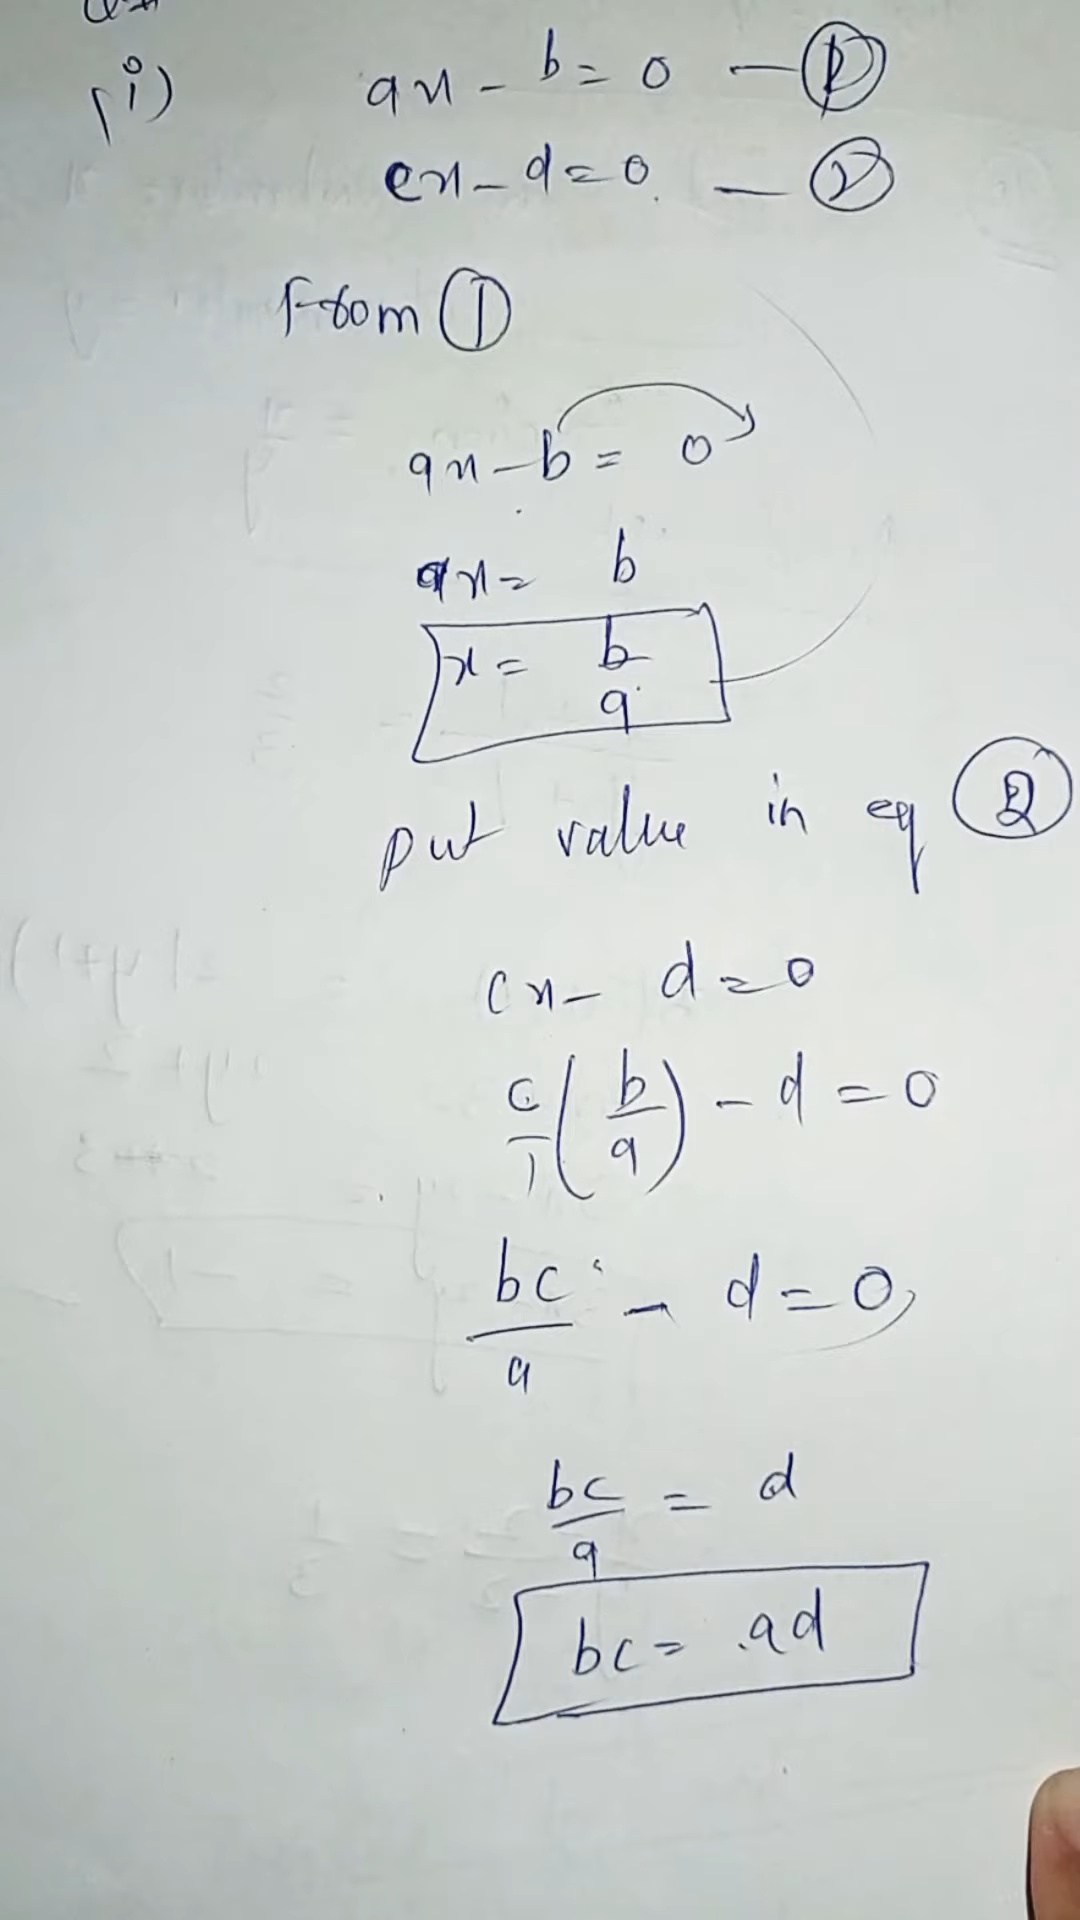 (i) ax - b = 0 — ①
cx - d = 0. — ②
From ①
ax - b = 0
ax = b
x = b/a
put value in eq ②
cx - d = 0
c/1 (b/a) - d = 0
bc/a - d = 0
bc/a = d
bc = ad